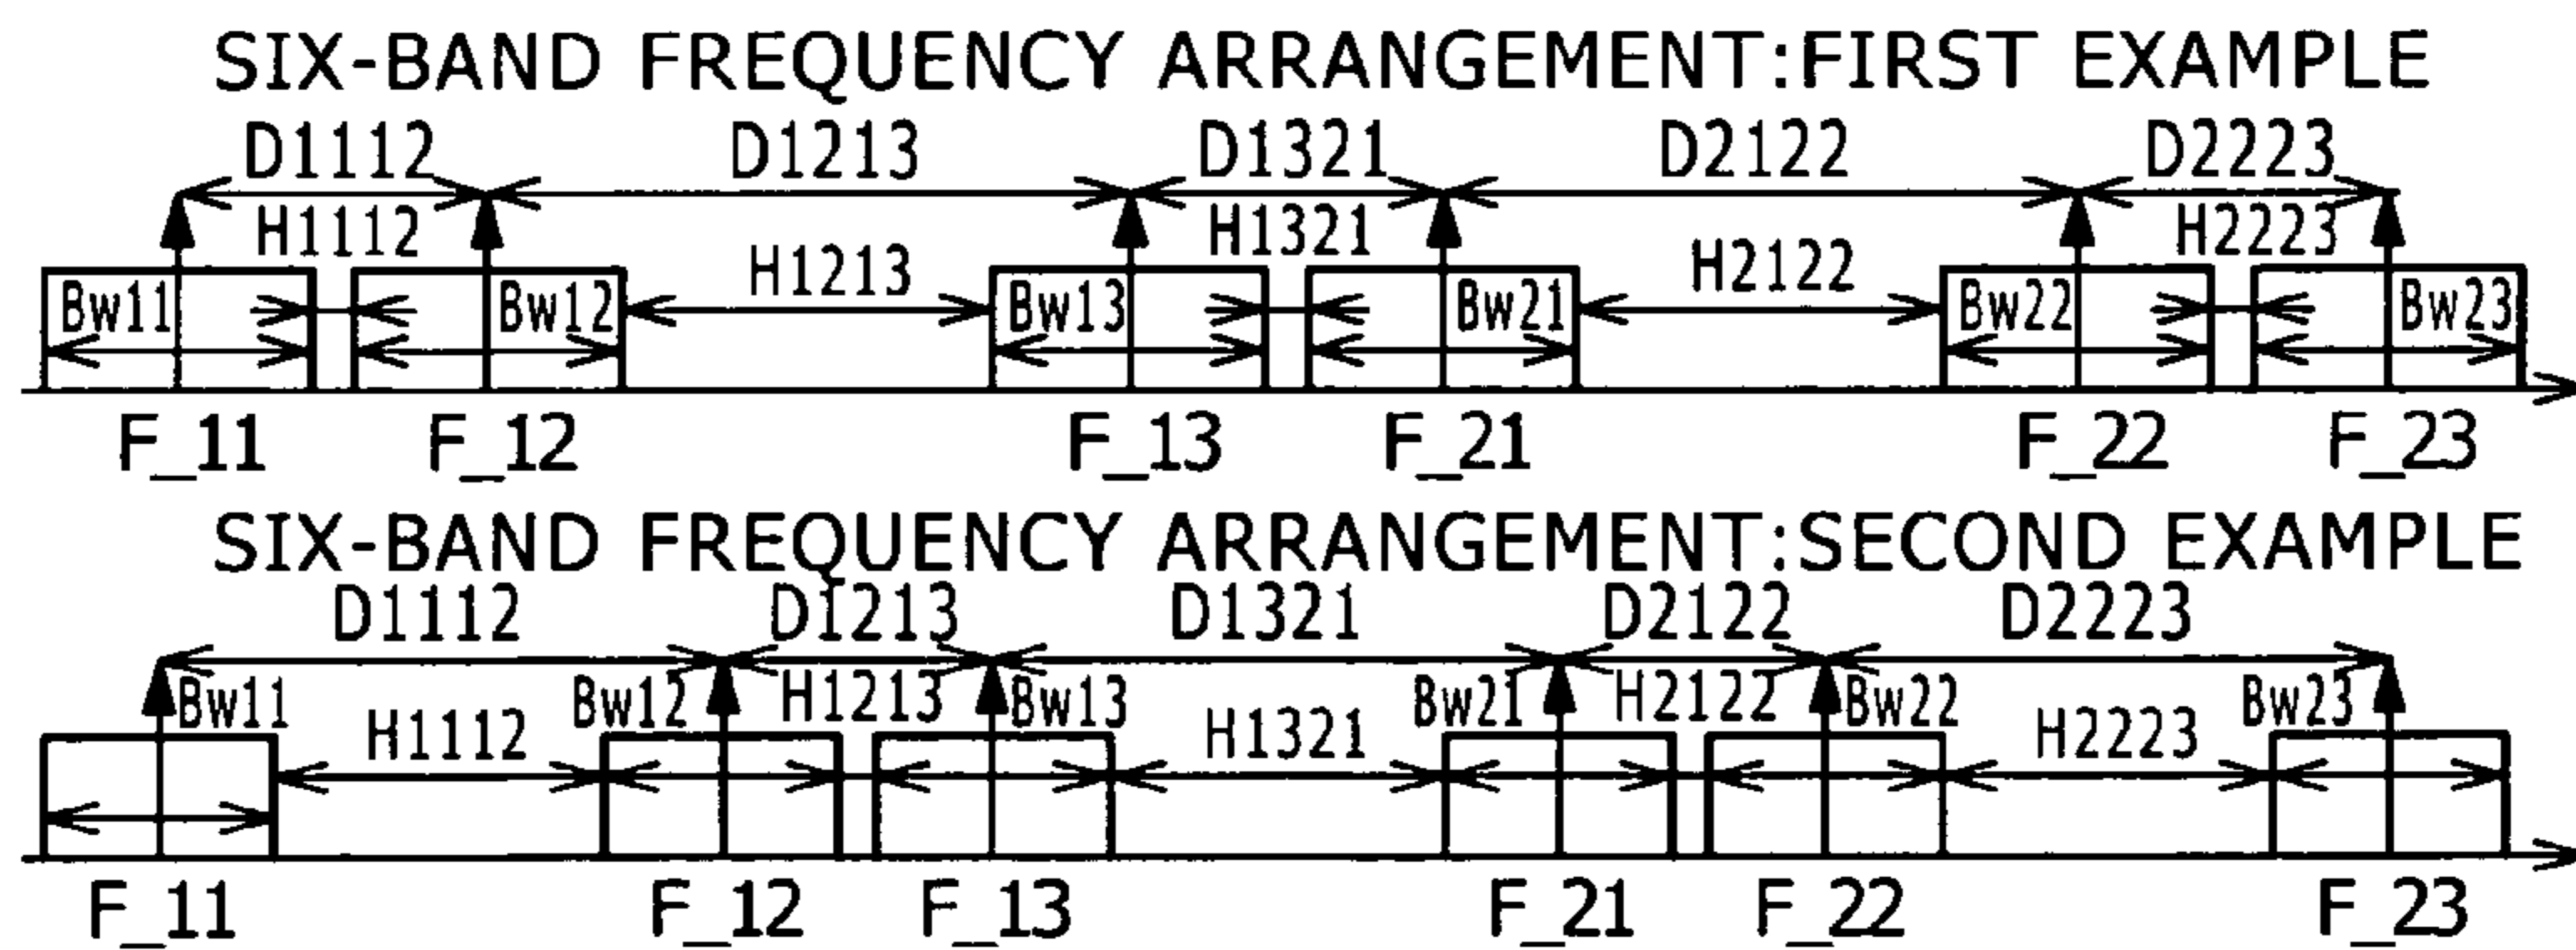 SIX-BAND FREQUENCY ARRANGEMENT:FIRST EXAMPLE
D1112 D1213 D1321 D2122 D2223
H1112 H1213 H1321 H2122 H2223
Bw11 Bw12 Bw13 Bw21 Bw22 Bw23
F_11 F_12 F_13 F_21 F_22 F_23
SIX-BAND FREQUENCY ARRANGEMENT:SECOND EXAMPLE
D1112 D1213 D1321 D2122 D2223
Bw11 Bw12 H1213 Bw13 Bw21 H2122 Bw22 Bw23
H1112 H1321 H2223
F_11 F_12 F_13 F_21 F_22 F_23